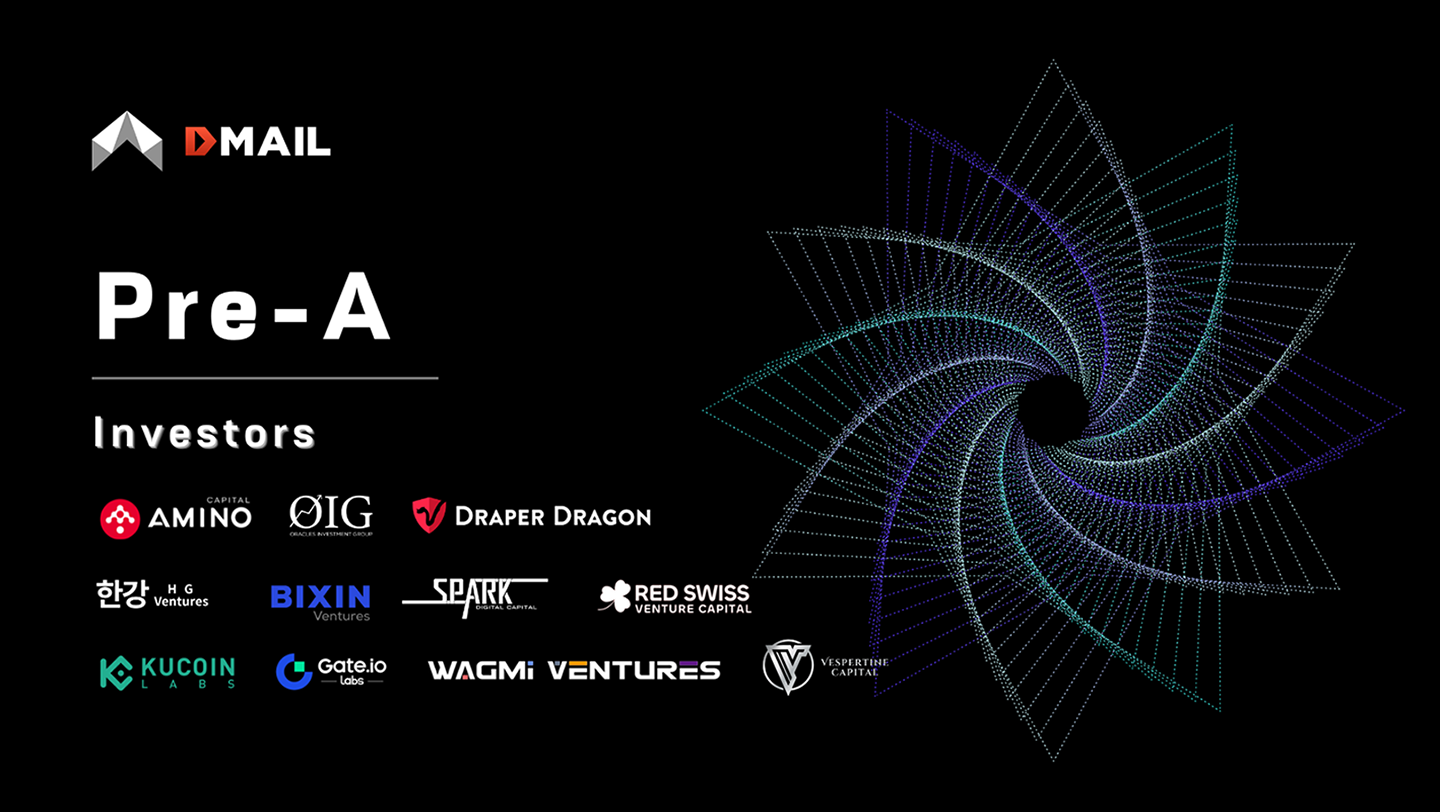 DMAIL
Pre-A
Investors
CAPITAL
AMINO
ØIG
ORACLES INVESTMENT GROUP
DRAPER DRAGON
한강
H G
Ventures
BIXIN
Ventures
SPARK
DIGITAL CAPITAL
RED SWISS
VENTURE CAPITAL
KUCOIN
LABS
Gate.io
labs
WAGMi VENTURES
VESPERTINE
CAPITAL